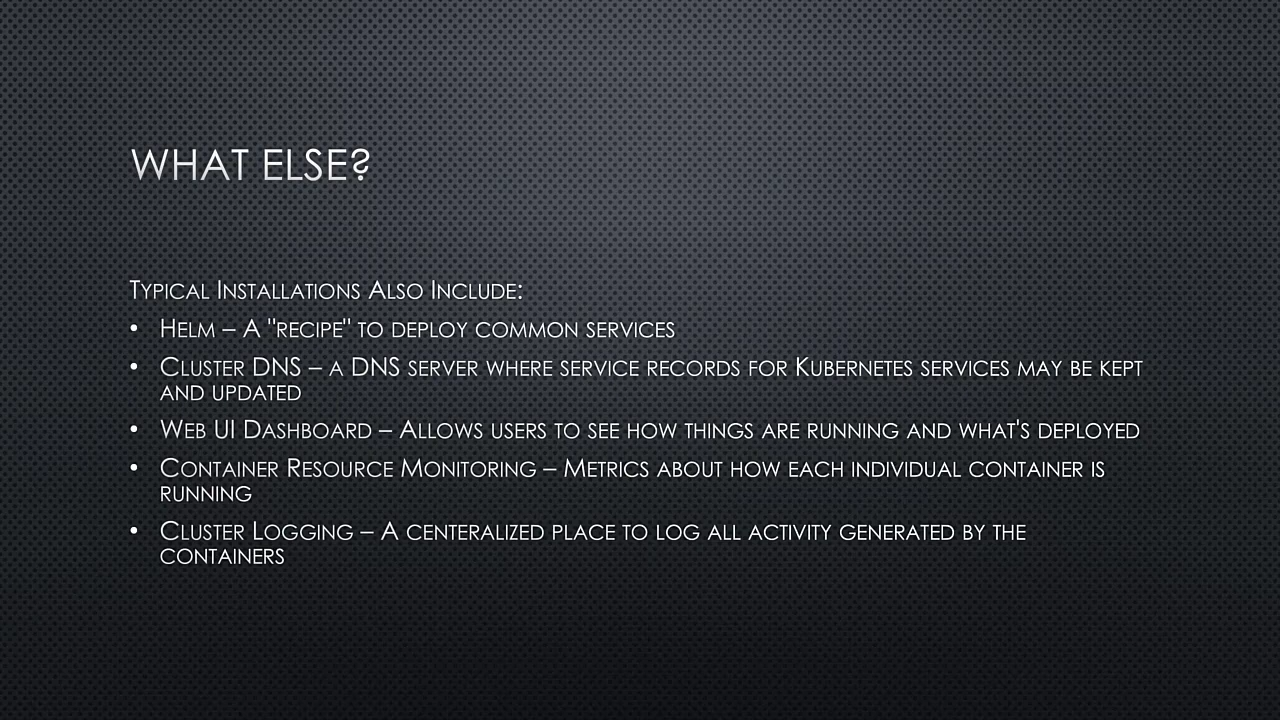 WHAT ELSE?
Typical Installations Also Include:
• Helm – A "recipe" to deploy common services
• Cluster DNS – a DNS server where service records for Kubernetes services may be kept
and updated
• Web UI Dashboard – Allows users to see how things are running and what's deployed
• Container Resource Monitoring – Metrics about how each individual container is
running
• Cluster Logging – A centeralized place to log all activity generated by the
containers